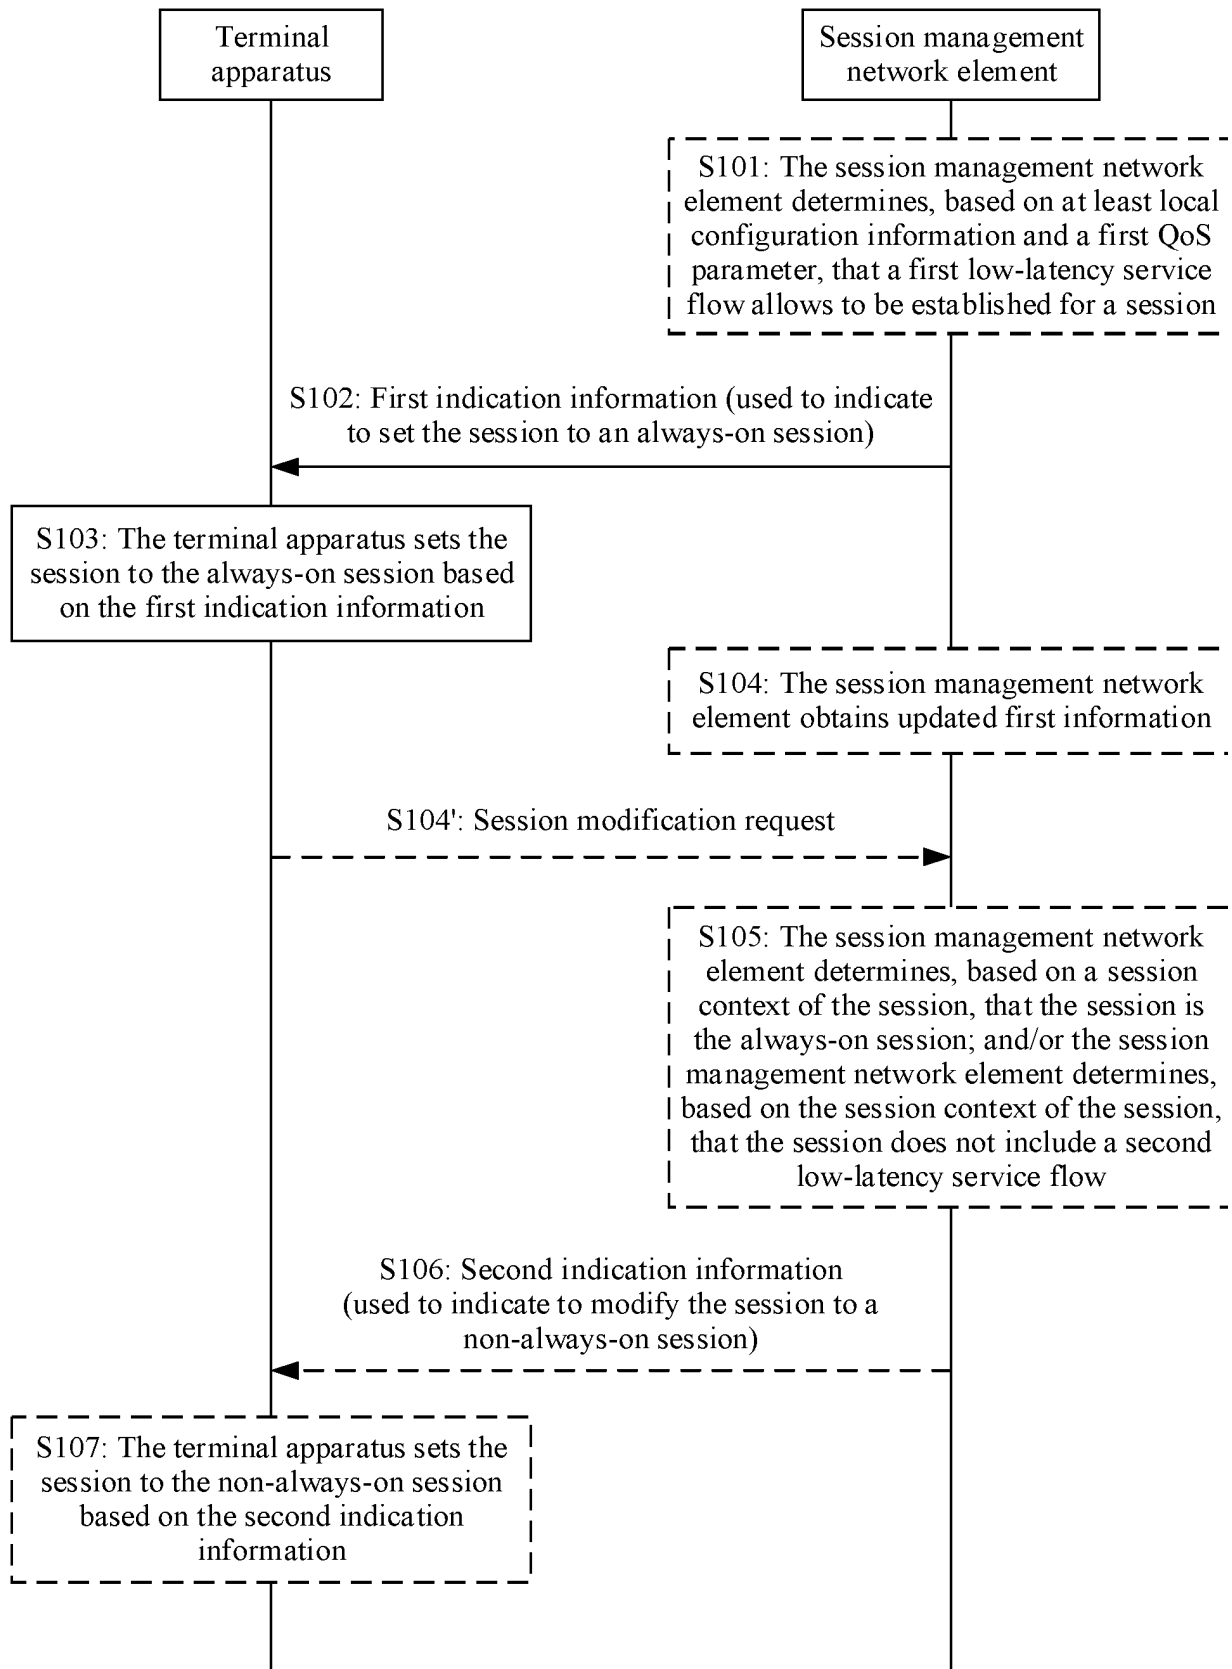 Terminal
apparatus
Session management
network element
S101: The session management network
element determines, based on at least local
configuration information and a first QoS
parameter, that a first low-latency service
flow allows to be established for a session
S102: First indication information (used to indicate
to set the session to an always-on session)
S103: The terminal apparatus sets the
session to the always-on session based
on the first indication information
S104: The session management network
element obtains updated first information
S104': Session modification request
S105: The session management network
element determines, based on a session
context of the session, that the session is
the always-on session; and/or the session
management network element determines,
based on the session context of the session,
that the session does not include a second
low-latency service flow
S106: Second indication information
(used to indicate to modify the session to a
non-always-on session)
S107: The terminal apparatus sets the
session to the non-always-on session
based on the second indication
information